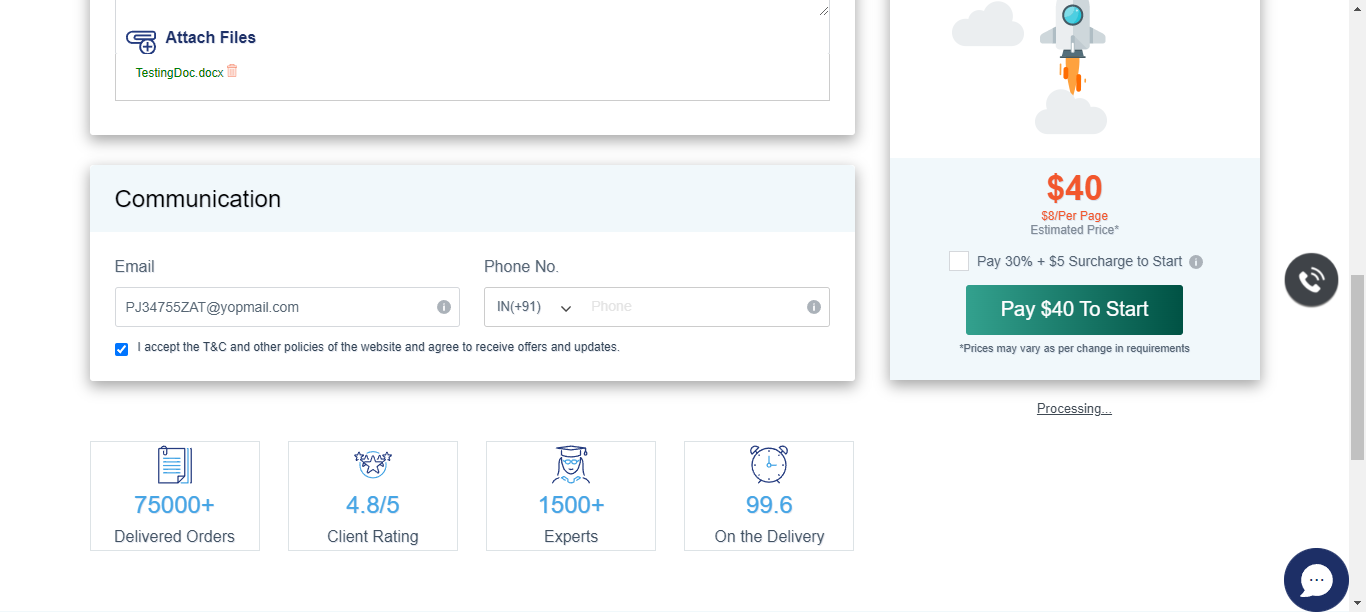 Attach Files
TestingDoc.docx
Communication
Email
Phone No.
PJ34755ZAT@yopmail.com
IN(+91)
Phone
I accept the T&C and other policies of the website and agree to receive offers and updates.
$40
$8/Per Page
Estimated Price*
Pay 30% + $5 Surcharge to Start
Pay $40 To Start
*Prices may vary as per change in requirements
Processing...
75000+
Delivered Orders
4.8/5
Client Rating
1500+
Experts
99.6
On the Delivery